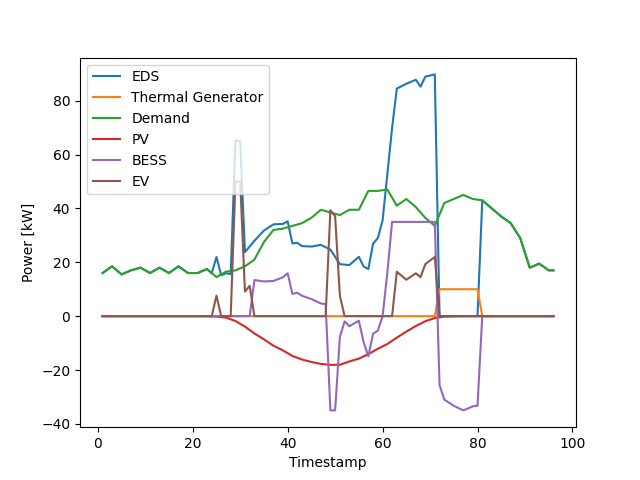 EDS
Thermal Generator
Demand
PV
BESS
EV
Power [kW]
80
60
40
20
0
−20
−40
0 20 40 60 80 100
Timestamp